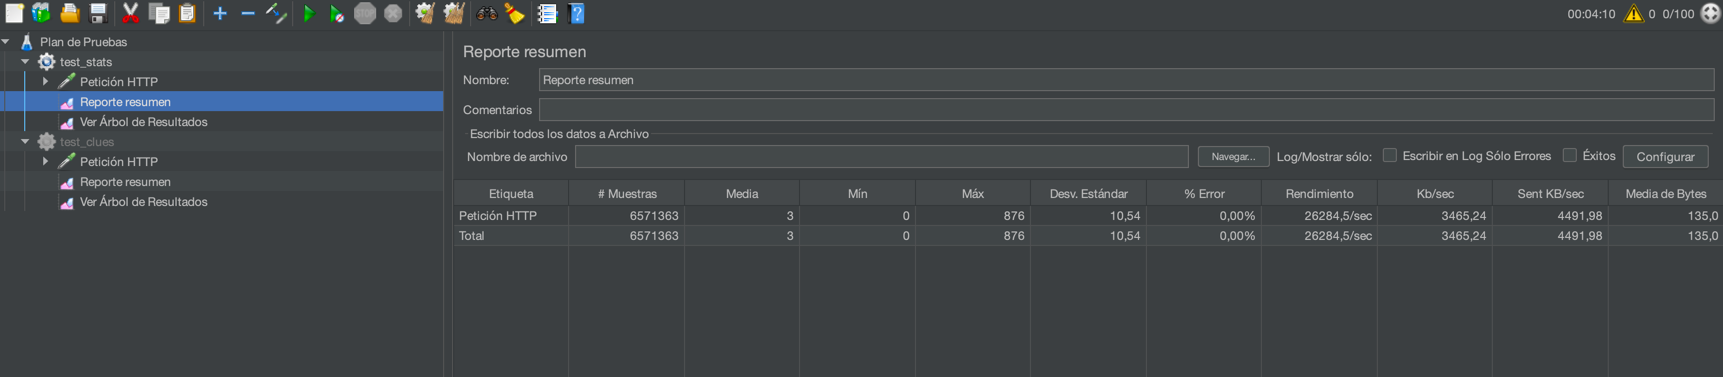 00:04:10 0 0/100
Plan de Pruebas
test_stats
Petición HTTP
Reporte resumen
Ver Árbol de Resultados
test_clues
Petición HTTP
Reporte resumen
Ver Árbol de Resultados
Reporte resumen
Nombre: Reporte resumen
Comentarios
Escribir todos los datos a Archivo
Nombre de archivo Navegar... Log/Mostrar sólo: Escribir en Log Sólo Errores Éxitos Configurar
Etiqueta # Muestras Media Mín Máx Desv. Estándar % Error Rendimiento Kb/sec Sent KB/sec Media de Bytes
Petición HTTP 6571363 3 0 876 10,54 0,00% 26284,5/sec 3465,24 4491,98 135,0
Total 6571363 3 0 876 10,54 0,00% 26284,5/sec 3465,24 4491,98 135,0